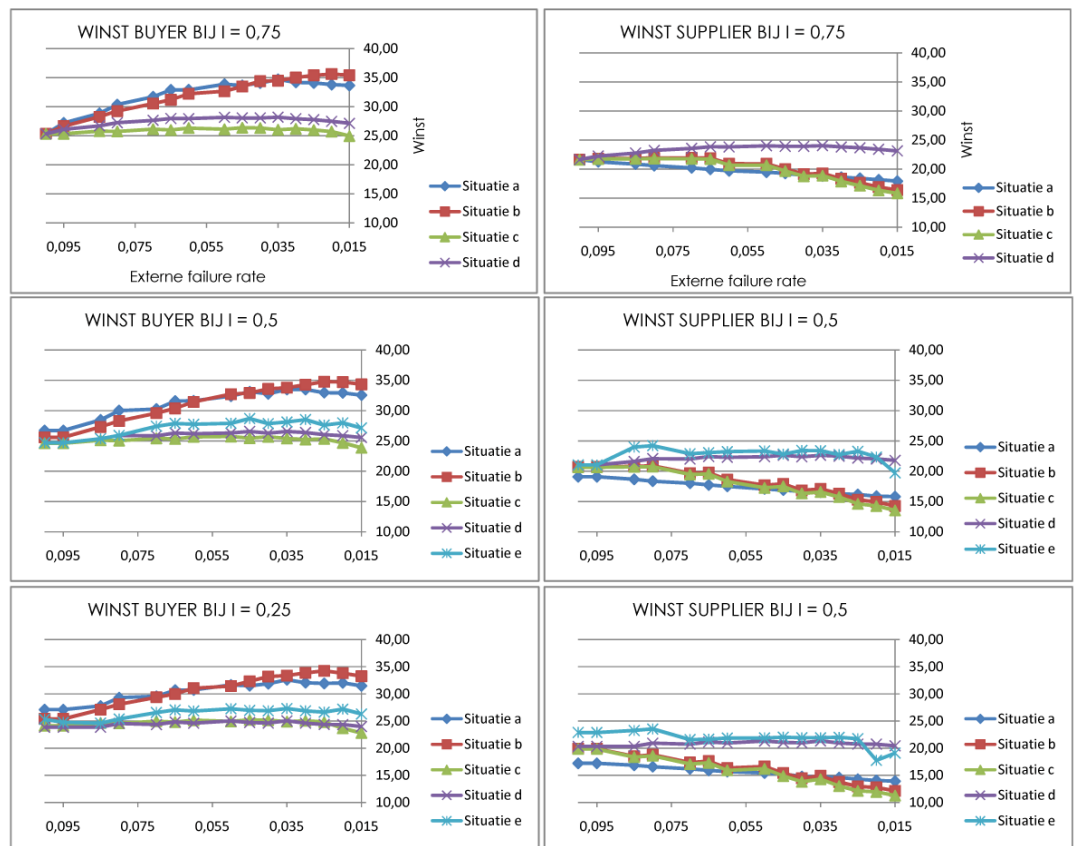 WINST BUYER BIJ I = 0,75
40,00
35,00
30,00
25,00
20,00
15,00
10,00
Winst
Situatie a
Situatie b
Situatie c
Situatie d
0,095
0,075
0,055
0,035
0,015
Externe failure rate
WINST SUPPLIER BIJ I = 0,75
40,00
35,00
30,00
25,00
20,00
15,00
10,00
Winst
Situatie a
Situatie b
Situatie c
Situatie d
0,095
0,075
0,055
0,035
0,015
Externe failure rate
WINST BUYER BIJ I = 0,5
40,00
35,00
30,00
25,00
20,00
15,00
10,00
Situatie a
Situatie b
Situatie c
Situatie d
Situatie e
0,095
0,075
0,055
0,035
0,015
WINST SUPPLIER BIJ I = 0,5
40,00
35,00
30,00
25,00
20,00
15,00
10,00
Situatie a
Situatie b
Situatie c
Situatie d
Situatie e
0,095
0,075
0,055
0,035
0,015
WINST BUYER BIJ I = 0,25
40,00
35,00
30,00
25,00
20,00
15,00
10,00
Situatie a
Situatie b
Situatie c
Situatie d
Situatie e
0,095
0,075
0,055
0,035
0,015
WINST SUPPLIER BIJ I = 0,5
40,00
35,00
30,00
25,00
20,00
15,00
10,00
Situatie a
Situatie b
Situatie c
Situatie d
Situatie e
0,095
0,075
0,055
0,035
0,015